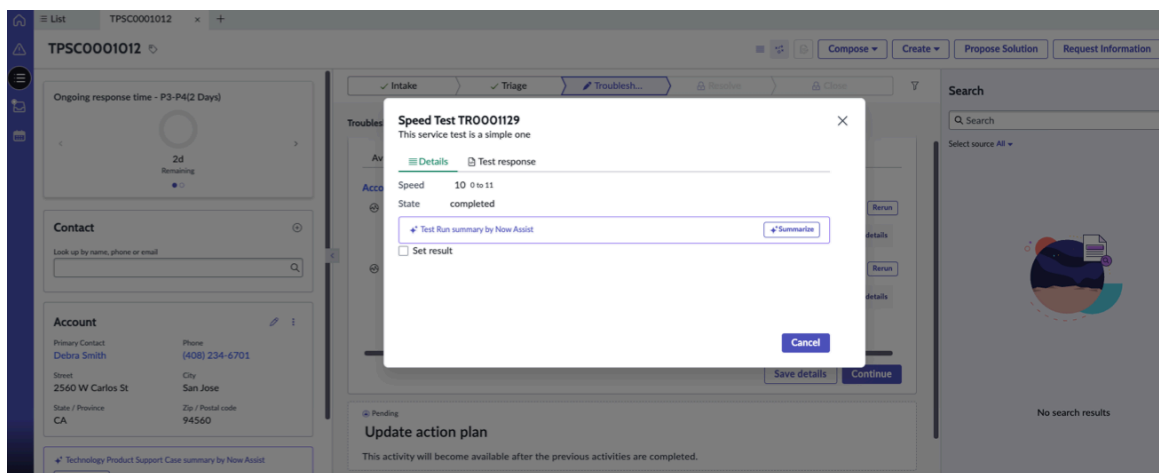 List
TPSC0001012 × +
TPSC0001012
Compose
Create
Propose Solution
Request Information
Ongoing response time - P3-P4(2 Days)
2d
Remaining
Contact
Look up by name, phone or email
Account
Primary Contact
Phone
Debra Smith
(408) 234-6701
Street
City
2560 W Carlos St
San Jose
State / Province
Zip / Postal code
CA
94560
Technology Product Support Case summary by Now Assist
Intake
Triage
Troublesh...
Resolve
Close
Troubles
Av
Acco
Speed Test TR0001129
This service test is a simple one
Details
Test response
Speed 10 0 to 11
State completed
Test Run summary by Now Assist
Summarize
Set result
Cancel
Rerun
details
Rerun
details
Save details
Continue
Pending
Update action plan
This activity will become available after the previous activities are completed.
Search
Search
Select source All
No search results